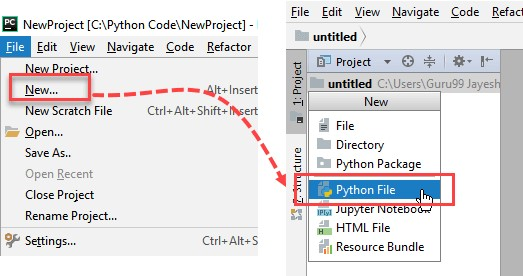 NewProject [C:\Python Code\NewProject] -
File Edit View Navigate Code Refactor
New Project...
New... Alt+Insert
New Scratch File Ctrl+Alt+Shift+Insert
Open...
Save As..
Open Recent
Close Project
Rename Project...
Settings... Ctrl+Alt+S
File Edit View Navigate Code
untitled
1: Project
Project
untitled C:\Users\Guru99 Jayesh
New
File
Directory
Python Package
Python File
Jupyter Notebo...
HTML File
Resource Bundle
Structure